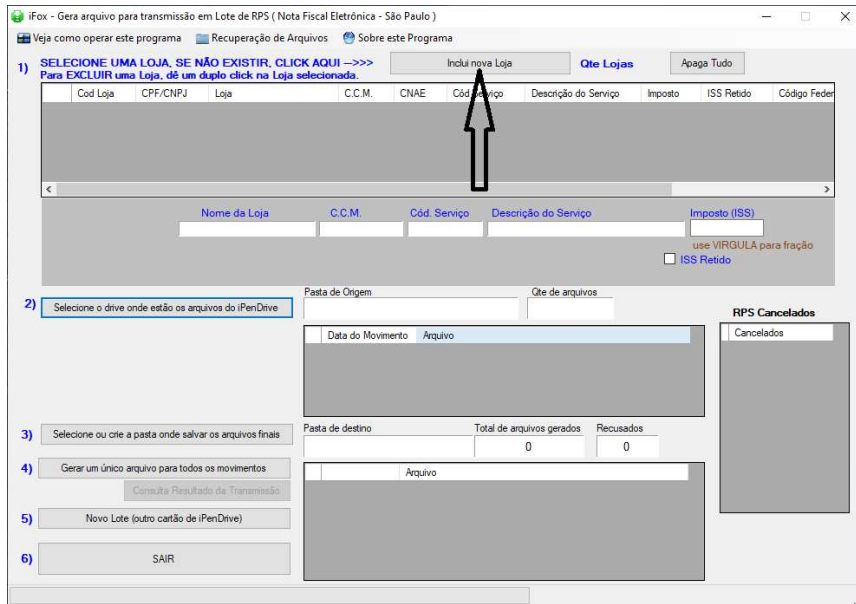 iFox - Gera arquivo para transmissão em Lote de RPS ( Nota Fiscal Eletrônica - São Paulo )
Veja como operar este programa Recuperação de Arquivos Sobre este Programa
1) SELECIONE UMA LOJA, SE NÃO EXISTIR, CLICK AQUI -->>> Inclui nova Loja Qte Lojas Apaga Tudo
Para EXCLUIR uma Loja, dê um duplo click na Loja selecionada.
Cod Loja CPF/CNPJ Loja C.C.M. CNAE Cód Serviço Descrição do Serviço Imposto ISS Retido Código Feder
Nome da Loja C.C.M. Cód. Serviço Descrição do Serviço Imposto (ISS)
use VIRGULA para fração
ISS Retido
2) Selecione o drive onde estão os arquivos do iPenDrive
Pasta de Origem Qte de arquivos
RPS Cancelados
Data do Movimento Arquivo
Cancelados
3) Selecione ou crie a pasta onde salvar os arquivos finais
Pasta de destino Total de arquivos gerados Recusados
0 0
4) Gerar um único arquivo para todos os movimentos
Arquivo
Consulta Resultado da Transmissão
5) Novo Lote (outro cartão de iPenDrive)
6) SAIR